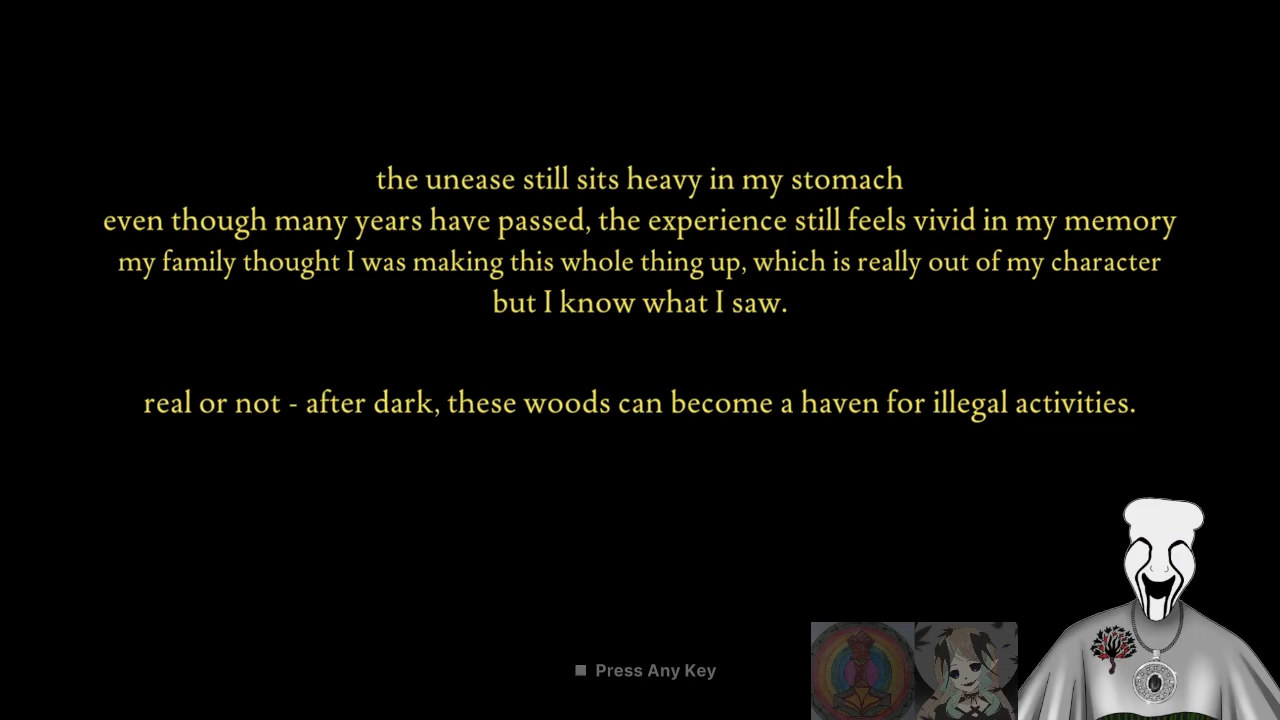 the unease still sits heavy in my stomach
even though many years have passed, the experience still feels vivid in my memory
my family thought I was making this whole thing up, which is really out of my character
but I know what I saw.
real or not - after dark, these woods can become a haven for illegal activities.
Press Any Key